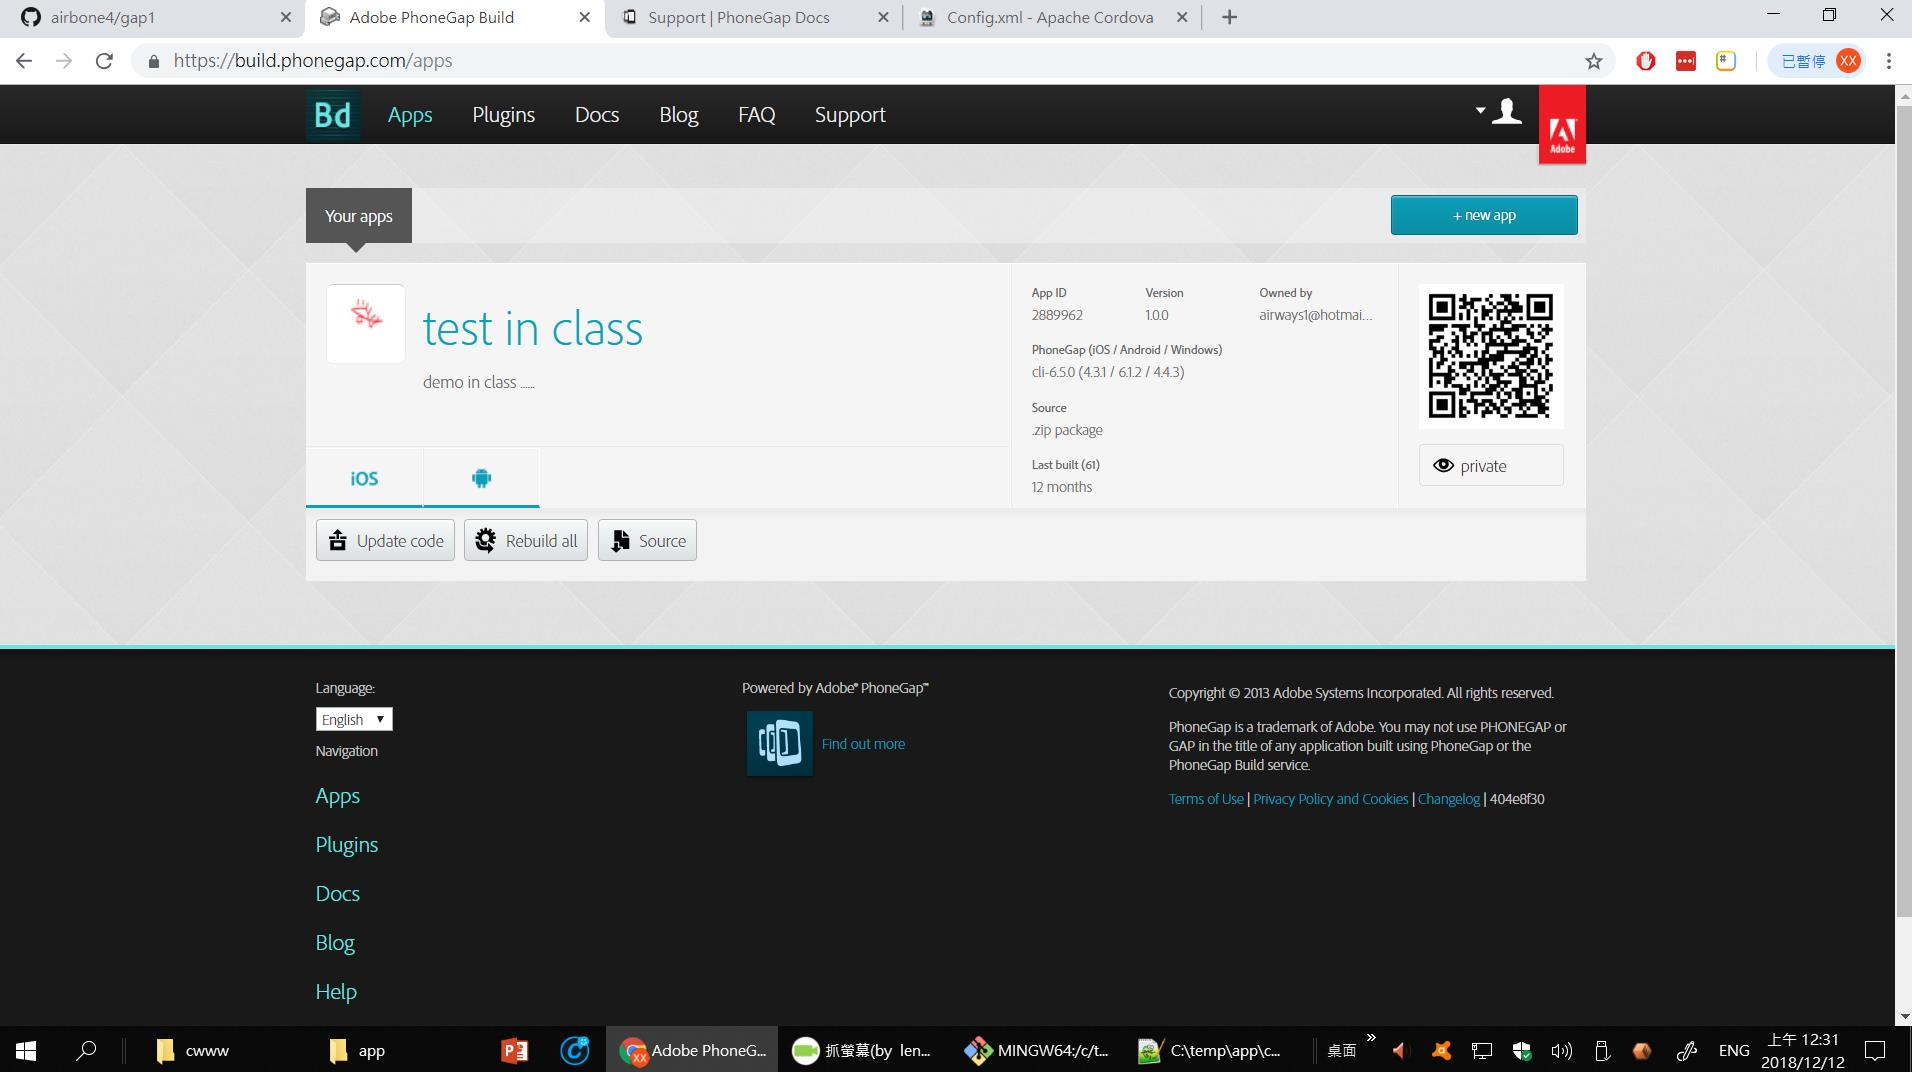 airbone4/gap1
Adobe PhoneGap Build
Support | PhoneGap Docs
Config.xml - Apache Cordova
https://build.phonegap.com/apps
已暫停
XX
Bd
Apps
Plugins
Docs
Blog
FAQ
Support
Adobe
Your apps
+ new app
test in class
demo in class ......
App ID
2889962
Version
1.0.0
Owned by
airways1@hotmai...
PhoneGap (iOS / Android / Windows)
cli-6.5.0 (4.3.1 / 6.1.2 / 4.4.3)
Source
.zip package
Last built (61)
12 months
private
iOS
Update code
Rebuild all
Source
Language:
English
Navigation
Apps
Plugins
Docs
Blog
Help
Powered by Adobe® PhoneGap™
Find out more
Copyright © 2013 Adobe Systems Incorporated. All rights reserved.
PhoneGap is a trademark of Adobe. You may not use PHONEGAP or
GAP in the title of any application built using PhoneGap or the
PhoneGap Build service.
Terms of Use | Privacy Policy and Cookies | Changelog | 404e8f30
cwww
app
Adobe PhoneG...
抓螢幕(by len...
MINGW64:/c/t...
C:\temp\app\c...
桌面
ENG
上午 12:31
2018/12/12